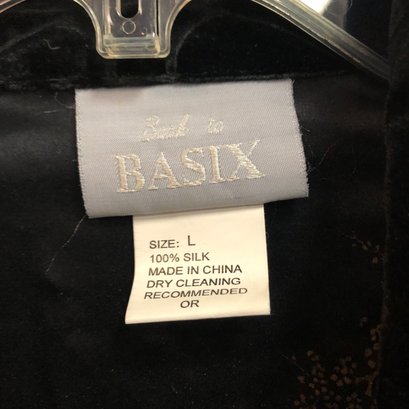 Back to
BASIX
SIZE: L
100% SILK
MADE IN CHINA
DRY CLEANING
RECOMMENDED
OR